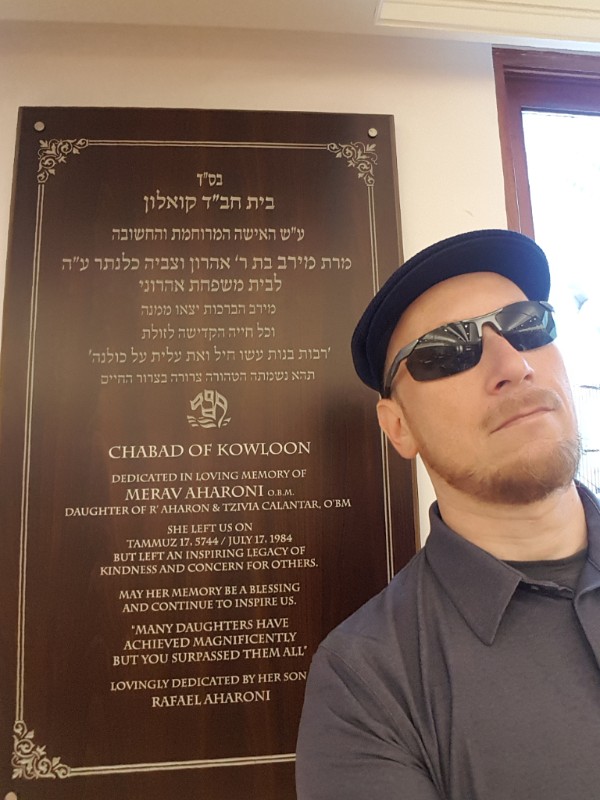 בס"ד
בית חב"ד קואלון
ע"ש האישה המרוחמת והחשובה
מרת מירב בת ר' אהרון וצביה כלנתר ע"ה
לבית משפחת אהרוני
מירב הברכות יצאו ממנה
וכל חייה הקדישה לזולת
'רבות בנות עשו חיל ואת עלית על כולנה'
תהא נשמתה הטהורה צרורה בצרור החיים
CHABAD OF KOWLOON
DEDICATED IN LOVING MEMORY OF
MERAV AHARONI O.B.M.
DAUGHTER OF R' AHARON & TZIVIA CALANTAR, O"BM
SHE LEFT US ON
TAMMUZ 17, 5744 / JULY 17, 1984
BUT LEFT AN INSPIRING LEGACY OF
KINDNESS AND CONCERN FOR OTHERS.
MAY HER MEMORY BE A BLESSING
AND CONTINUE TO INSPIRE US.
"MANY DAUGHTERS HAVE
ACHIEVED MAGNIFICENTLY
BUT YOU SURPASSED THEM ALL"
LOVINGLY DEDICATED BY HER SON
RAFAEL AHARONI